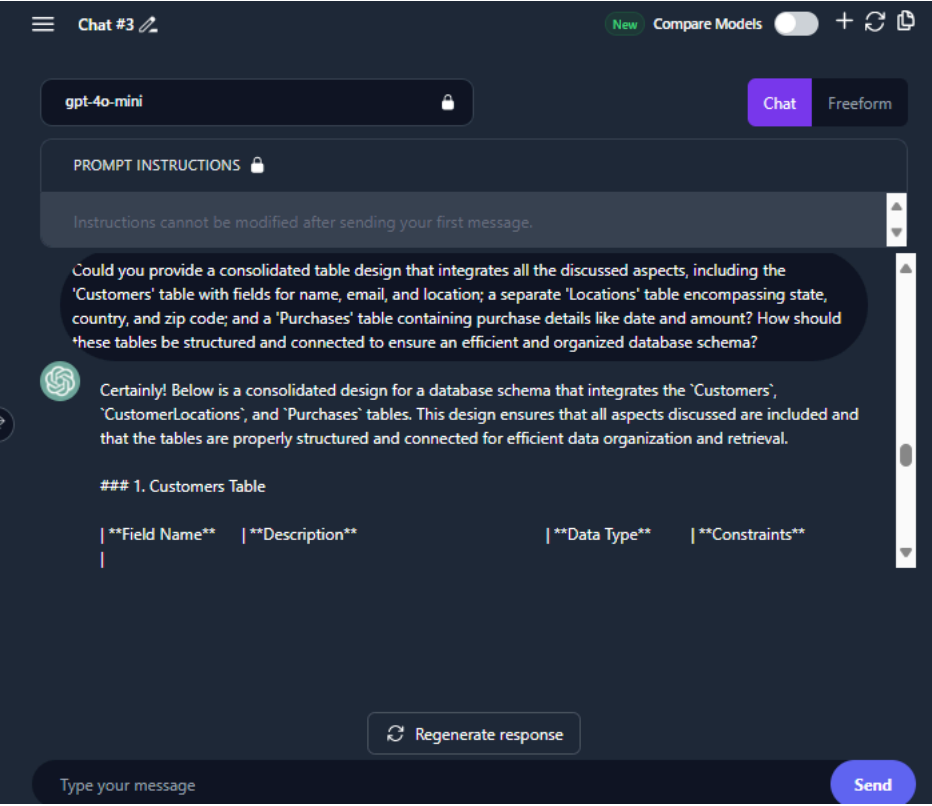 Chat #3
New Compare Models
gpt-4o-mini
Chat Freeform
PROMPT INSTRUCTIONS
Instructions cannot be modified after sending your first message.
Could you provide a consolidated table design that integrates all the discussed aspects, including the
'Customers' table with fields for name, email, and location; a separate 'Locations' table encompassing state,
country, and zip code; and a 'Purchases' table containing purchase details like date and amount? How should
these tables be structured and connected to ensure an efficient and organized database schema?
Certainly! Below is a consolidated design for a database schema that integrates the `Customers`,
`CustomerLocations`, and `Purchases` tables. This design ensures that all aspects discussed are included and
that the tables are properly structured and connected for efficient data organization and retrieval.
### 1. Customers Table
| **Field Name** | **Description** | **Data Type** | **Constraints**
|
Regenerate response
Type your message
Send